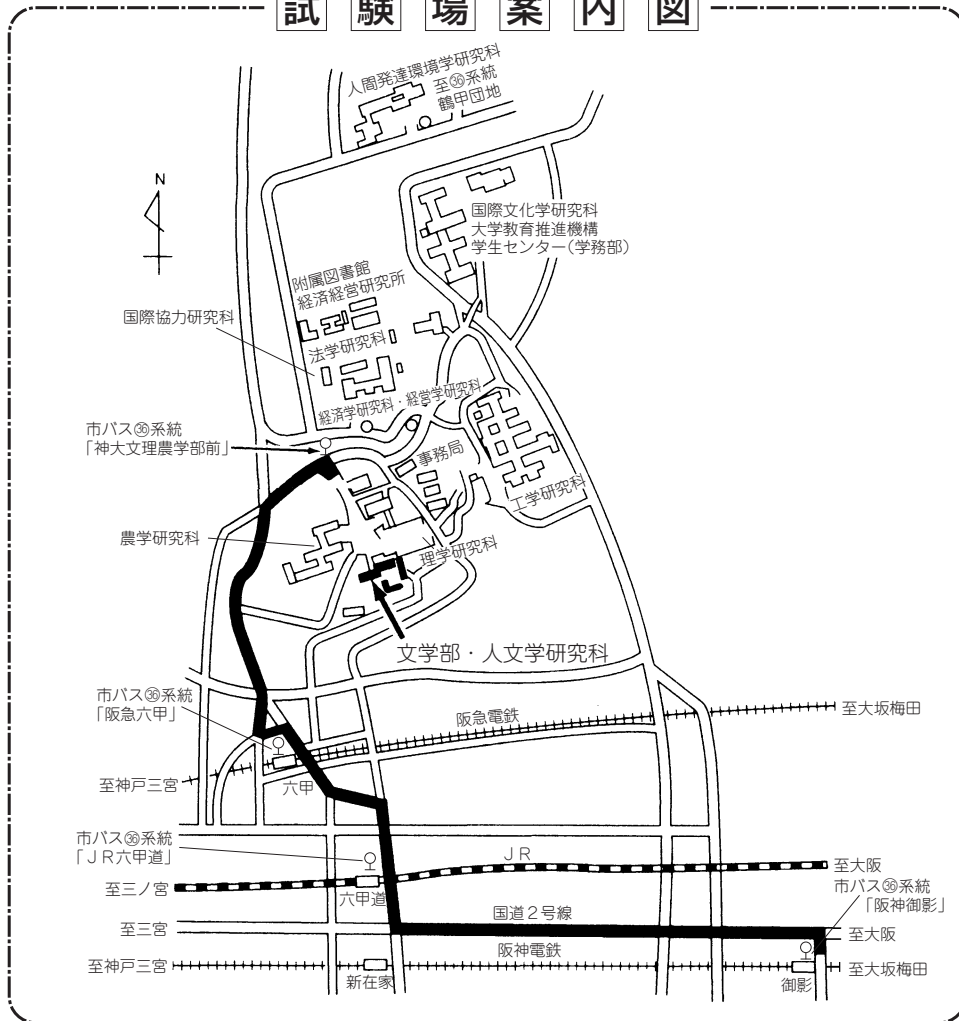 試験場案内図
人間発達環境学研究科
至㊱系統
鶴甲団地
N
国際文化学研究科
大学教育推進機構
学生センター(学務部)
附属図書館
経済経営研究所
国際協力研究科
法学研究科
経済学研究科・経営学研究科
市バス㊱系統
「神大文理農学部前」
事務局
工学研究科
農学研究科
理学研究科
文学部・人文学研究科
市バス㊱系統
「阪急六甲」
阪急電鉄
至大坂梅田
至神戸三宮
六甲
市バス㊱系統
「ＪＲ六甲道」
ＪＲ
至大阪
至三ノ宮
六甲道
市バス㊱系統
「阪神御影」
国道２号線
至三宮
至大阪
阪神電鉄
至神戸三宮
至大坂梅田
新在家
御影